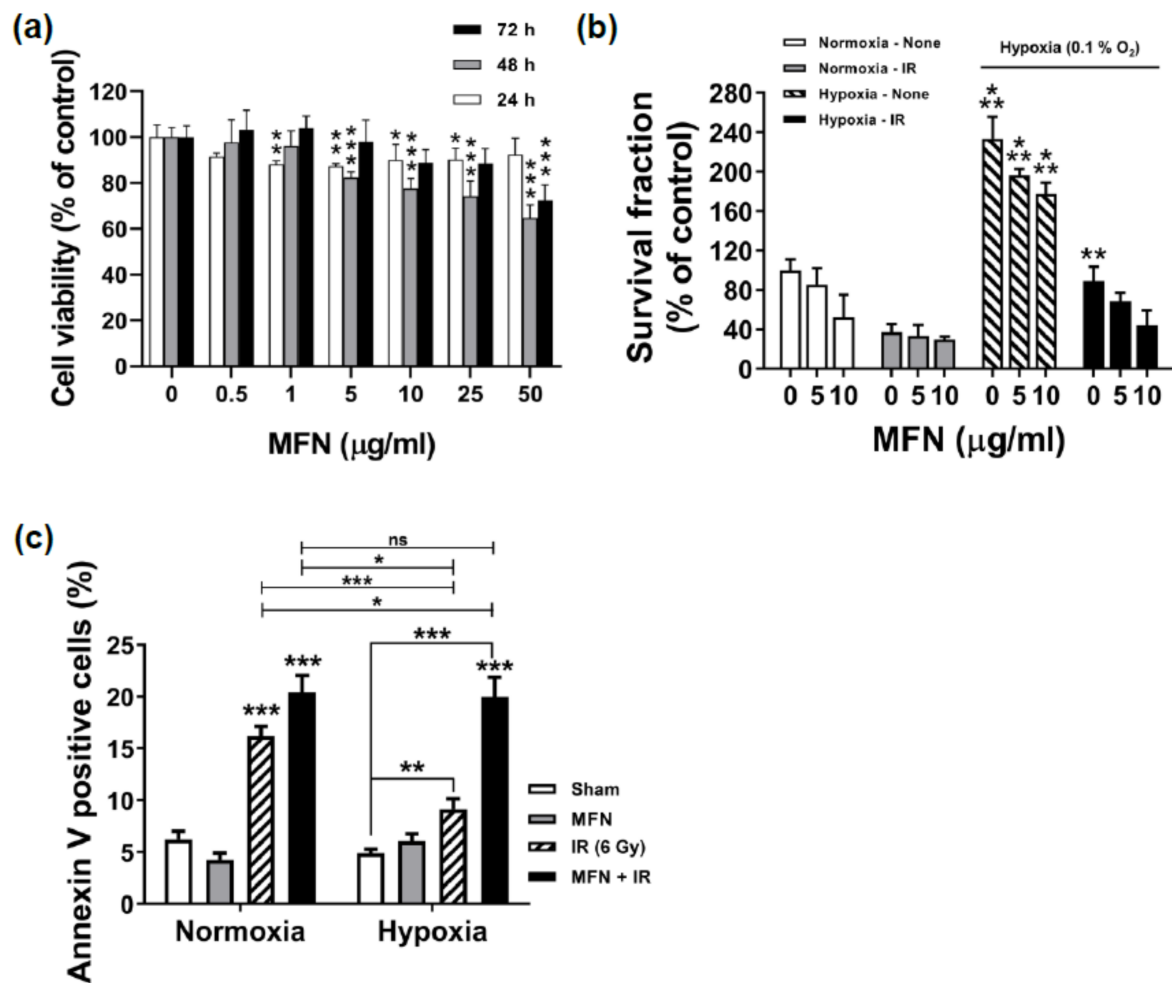 (a)
72 h
48 h
24 h
Cell viability (% of control)
120
100
80
60
40
20
0
** *** * * ***
** *** *** *** ***
0 0.5 1 5 10 25 50
MFN (μg/ml)
(b)
Normoxia - None
Normoxia - IR
Hypoxia - None
Hypoxia - IR
Hypoxia (0.1 % O₂)
Survival fraction
(% of control)
280
240
200
160
120
80
40
0
* * *
** ** **
**
0 5 10 0 5 10 0 5 10 0 5 10
MFN (μg/ml)
(c)
ns
*
***
*
Annexin V positive cells (%)
25
20
15
10
5
0
*** *** ***
***
**
Sham
MFN
IR (6 Gy)
MFN + IR
Normoxia Hypoxia